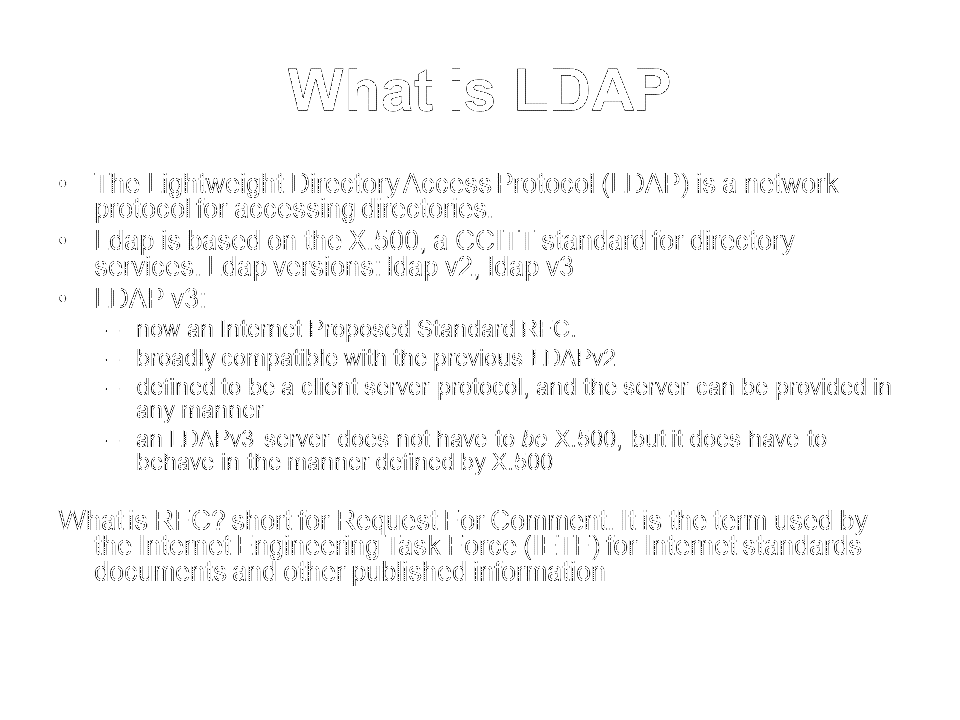 What is LDAP
• The Lightweight Directory Access Protocol (LDAP) is a network
protocol for accessing directories.
• Ldap is based on the X.500, a CCITT standard for directory
services. Ldap versions: ldap v2, ldap v3
• LDAP v3:
– now an Internet Proposed Standard RFC.
– broadly compatible with the previous LDAPv2
– defined to be a client server protocol, and the server can be provided in
any manner
– an LDAPv3 server does not have to be X.500, but it does have to
behave in the manner defined by X.500
What is RFC? short for Request For Comment. It is the term used by
the Internet Engineering Task Force (IETF) for Internet standards
documents and other published information